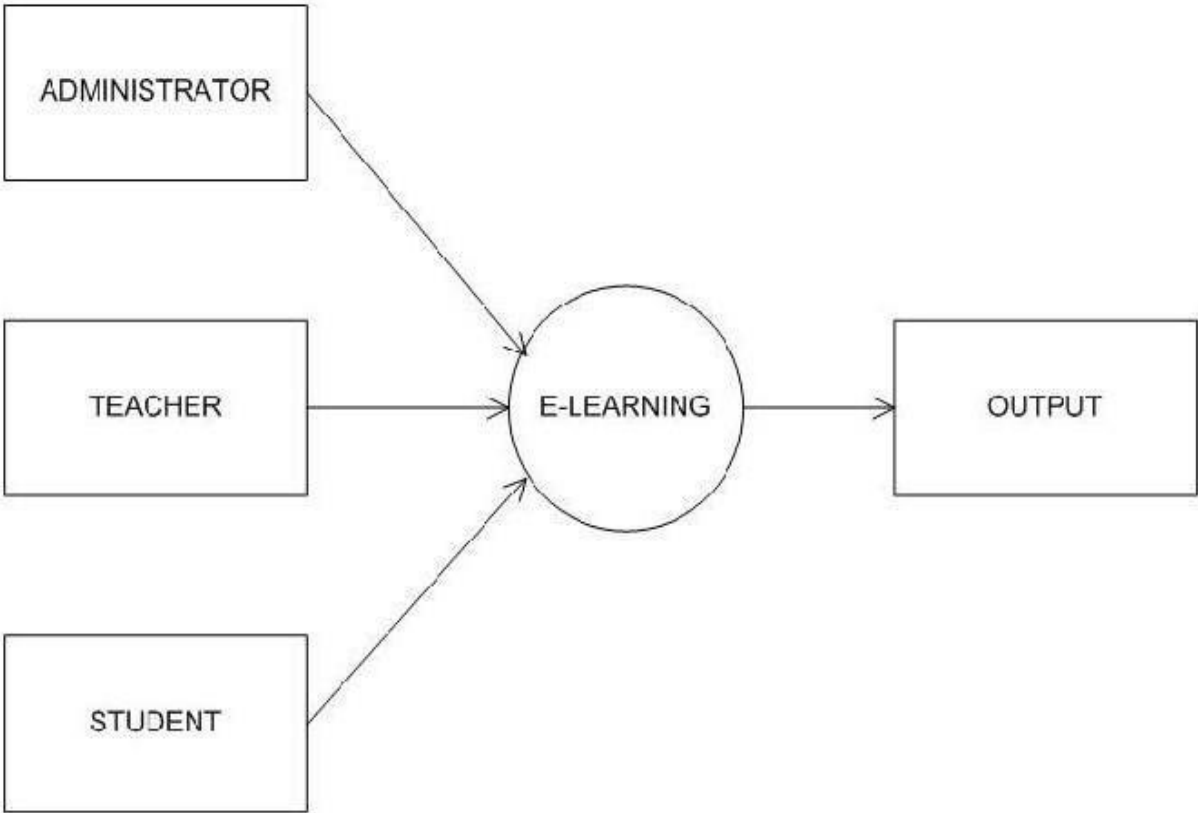 ADMINISTRATOR
TEACHER
E-LEARNING
OUTPUT
STUDENT